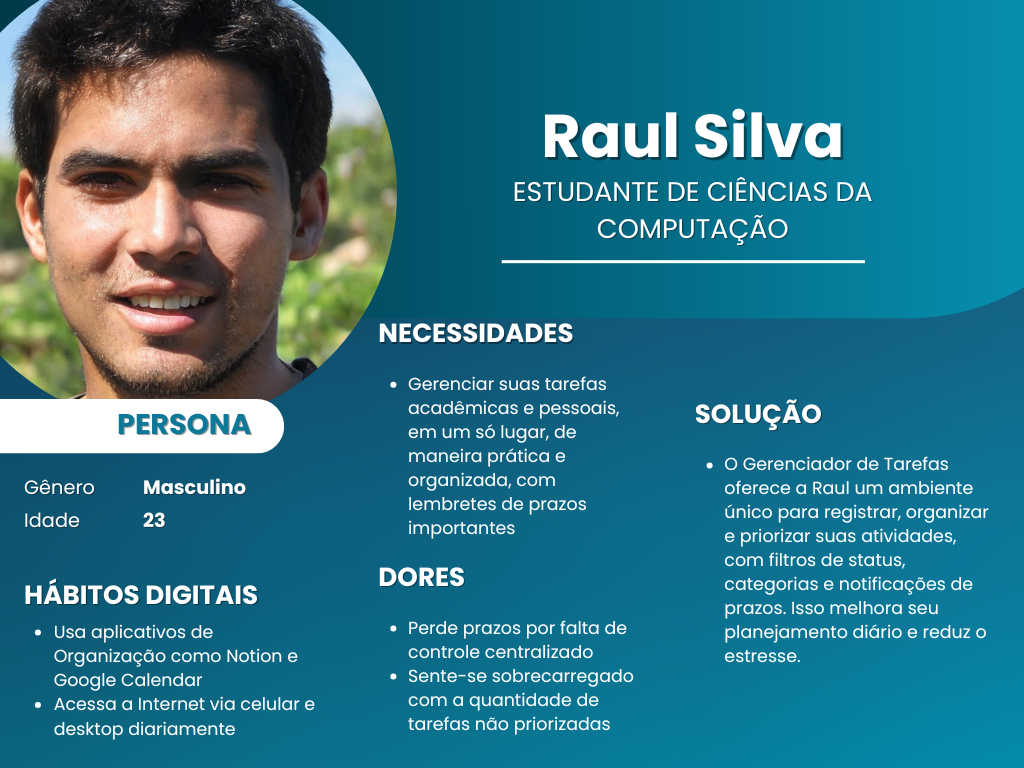 Raul Silva
ESTUDANTE DE CIÊNCIAS DA
COMPUTAÇÃO
PERSONA
Gênero Masculino
Idade 23
HÁBITOS DIGITAIS
• Usa aplicativos de
Organização como Notion e
Google Calendar
• Acessa a Internet via celular e
desktop diariamente
NECESSIDADES
• Gerenciar suas tarefas
acadêmicas e pessoais,
em um só lugar, de
maneira prática e
organizada, com
lembretes de prazos
importantes
DORES
• Perde prazos por falta de
controle centralizado
• Sente-se sobrecarregado
com a quantidade de
tarefas não priorizadas
SOLUÇÃO
• O Gerenciador de Tarefas
oferece a Raul um ambiente
único para registrar, organizar
e priorizar suas atividades,
com filtros de status,
categorias e notificações de
prazos. Isso melhora seu
planejamento diário e reduz o
estresse.